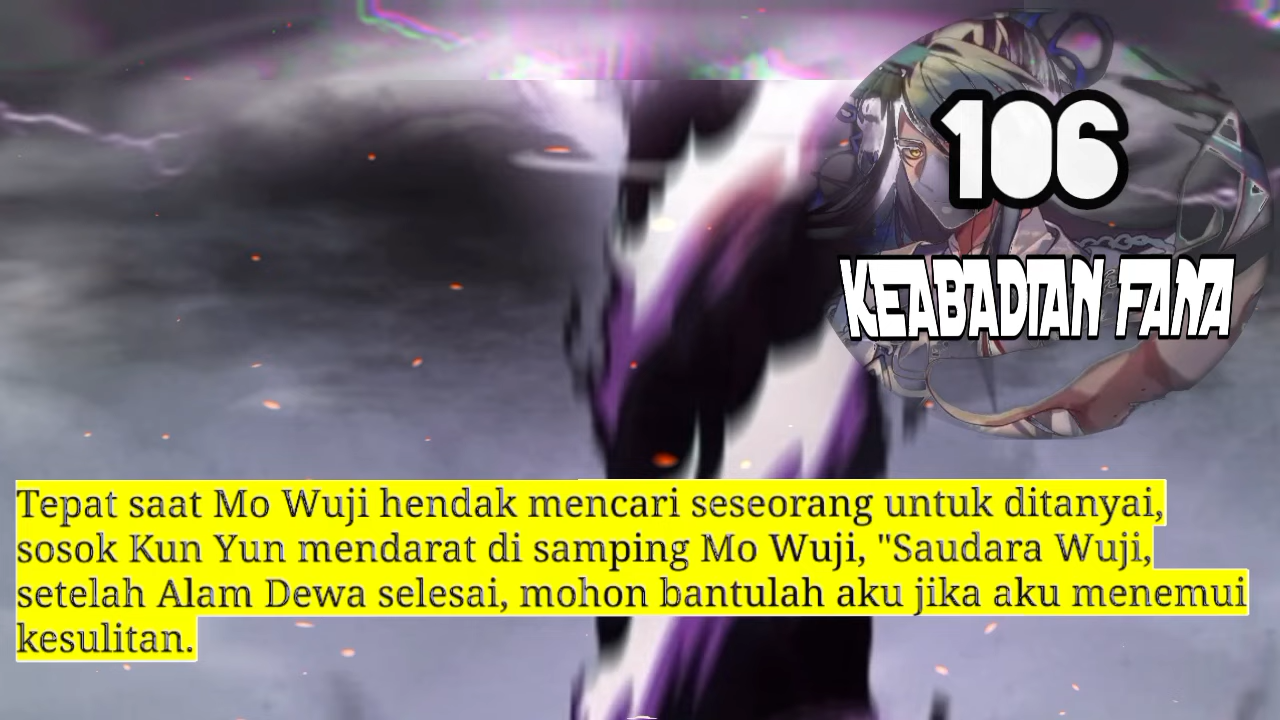 106
KEABADIAN FANA
Tepat saat Mo Wuji hendak mencari seseorang untuk ditanyai,
sosok Kun Yun mendarat di samping Mo Wuji, "Saudara Wuji,
setelah Alam Dewa selesai, mohon bantulah aku jika aku menemui
kesulitan.